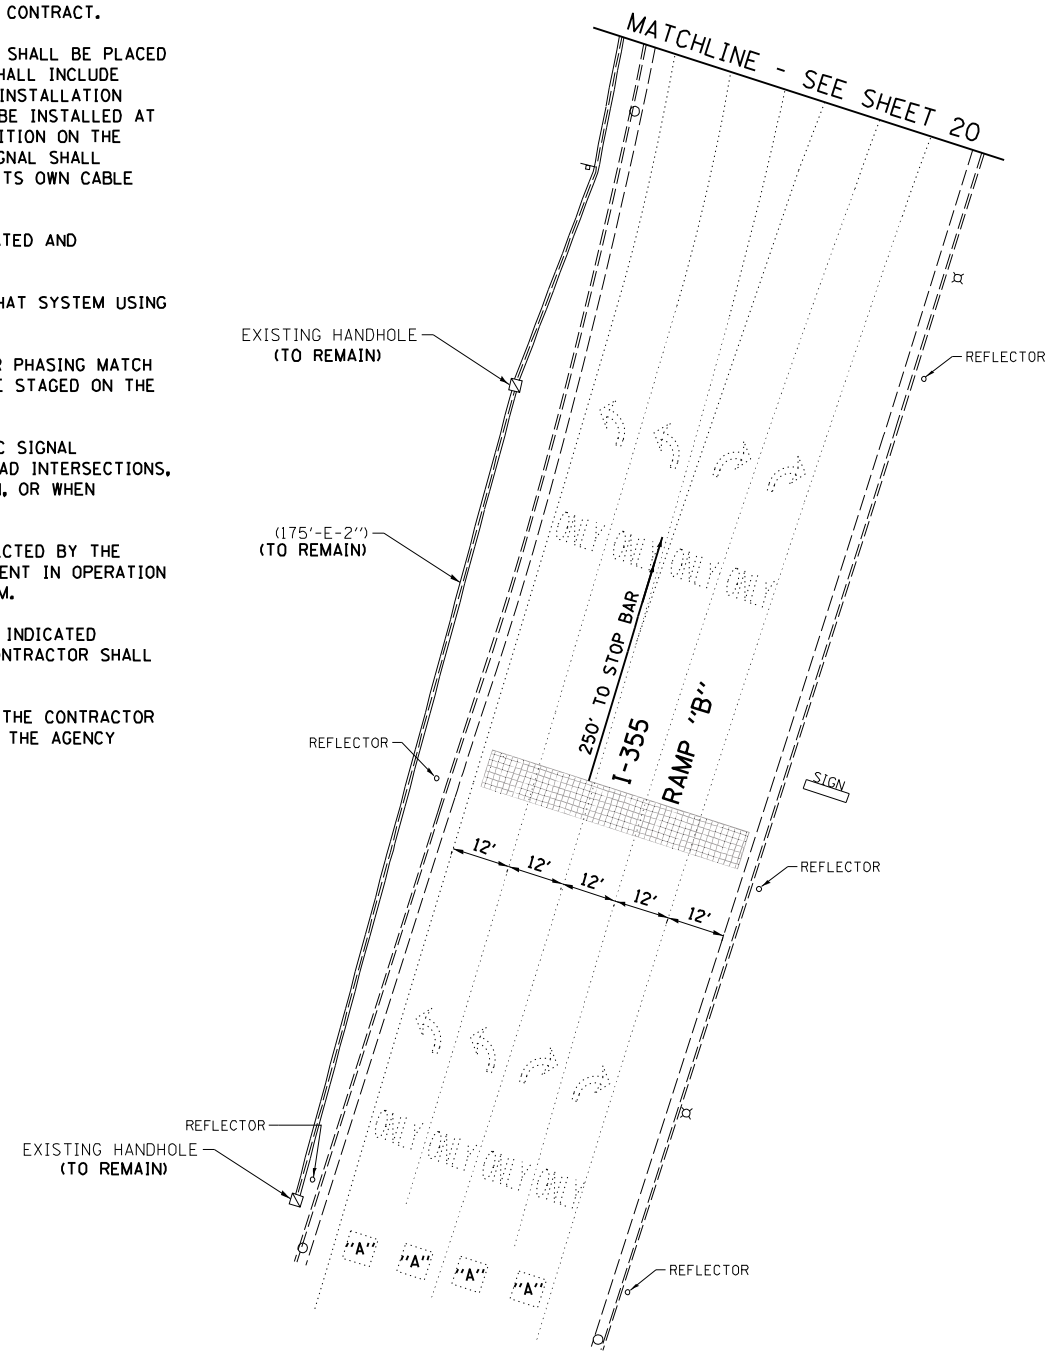 CONTRACT.
SHALL BE PLACED
HALL INCLUDE
INSTALLATION
BE INSTALLED AT
ITION ON THE
GNAL SHALL
TS OWN CABLE
TED AND
HAT SYSTEM USING
R PHASING MATCH
E STAGED ON THE
C SIGNAL
AD INTERSECTIONS,
, OR WHEN
CTED BY THE
ENT IN OPERATION
M.
INDICATED
ONTRACTOR SHALL
THE CONTRACTOR
THE AGENCY
MATCHLINE - SEE SHEET 20
EXISTING HANDHOLE
(TO REMAIN)
REFLECTOR
ONLY ONLY ONLY ONLY
(175'-E-2")
(TO REMAIN)
250' TO STOP BAR
I-355
RAMP "B"
REFLECTOR
SIGN
12' 12' 12' 12' 12'
REFLECTOR
ONLY ONLY ONLY ONLY
REFLECTOR
EXISTING HANDHOLE
(TO REMAIN)
"A" "A" "A" "A"
REFLECTOR